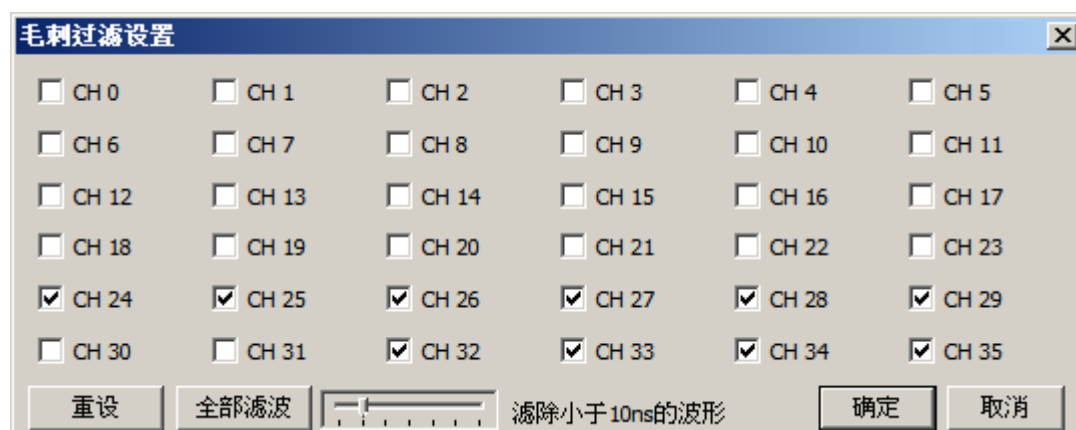 毛刺过滤设置
CH 0 CH 1 CH 2 CH 3 CH 4 CH 5
CH 6 CH 7 CH 8 CH 9 CH 10 CH 11
CH 12 CH 13 CH 14 CH 15 CH 16 CH 17
CH 18 CH 19 CH 20 CH 21 CH 22 CH 23
CH 24 CH 25 CH 26 CH 27 CH 28 CH 29
CH 30 CH 31 CH 32 CH 33 CH 34 CH 35
重设 全部滤波 滤除小于10ns的波形 确定 取消